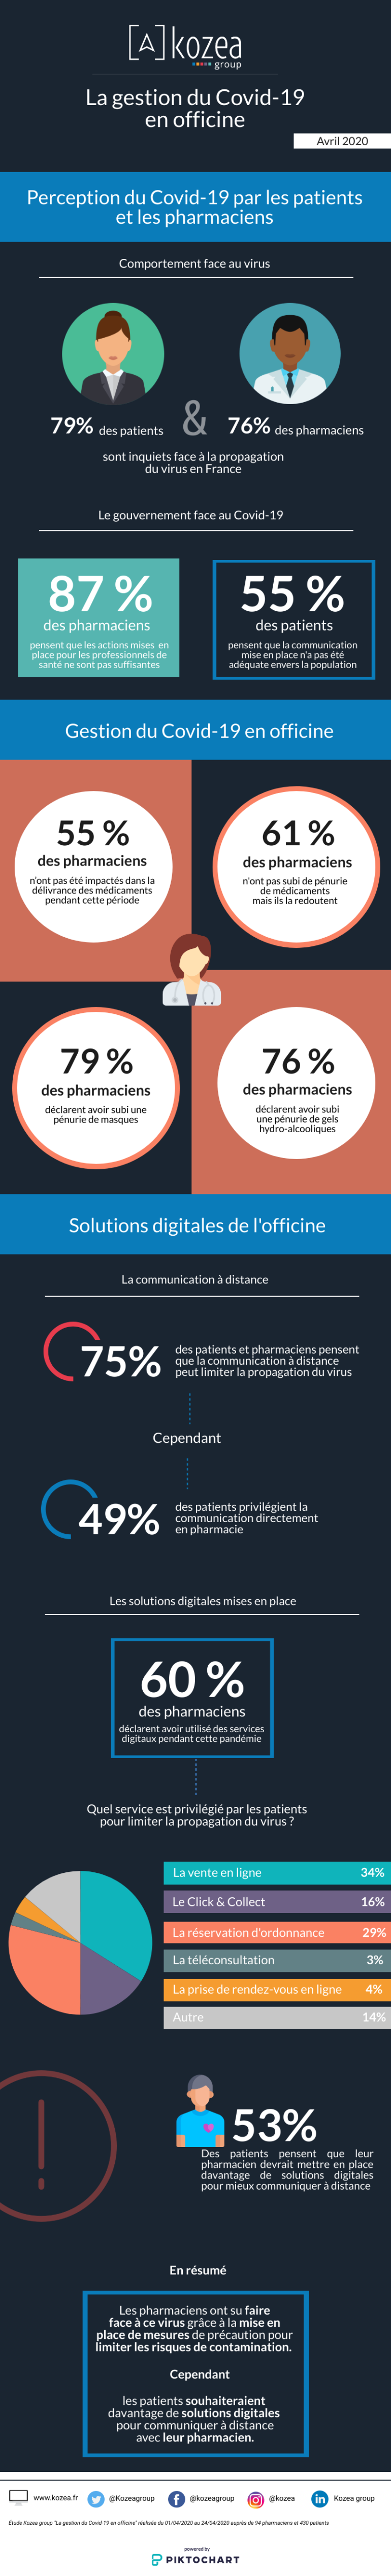 [A]kozea
group
La gestion du Covid-19
en officine
Avril 2020
Perception du Covid-19 par les patients
et les pharmaciens
Comportement face au virus
79% des patients & 76% des pharmaciens
sont inquiets face à la propagation
du virus en France
Le gouvernement face au Covid-19
87 %
des pharmaciens
pensent que les actions mises en
place pour les professionnels de
santé ne sont pas suffisantes
55 %
des patients
pensent que la communication
mise en place n'a pas été
adéquate envers la population
Gestion du Covid-19 en officine
55 %
des pharmaciens
n'ont pas été impactés dans la
délivrance des médicaments
pendant cette période
61 %
des pharmaciens
n'ont pas subi de pénurie
de médicaments
mais ils la redoutent
79 %
des pharmaciens
déclarent avoir subi une
pénurie de masques
76 %
des pharmaciens
déclarent avoir subi
une pénurie de gels
hydro-alcooliques
Solutions digitales de l'officine
La communication à distance
75%
des patients et pharmaciens pensent
que la communication à distance
peut limiter la propagation du virus
Cependant
49%
des patients privilégient la
communication directement
en pharmacie
Les solutions digitales mises en place
60 %
des pharmaciens
déclarent avoir utilisé des services
digitaux pendant cette pandémie
Quel service est privilégié par les patients
pour limiter la propagation du virus ?
La vente en ligne 34%
Le Click & Collect 16%
La réservation d'ordonnance 29%
La téléconsultation 3%
La prise de rendez-vous en ligne 4%
Autre 14%
53%
Des patients pensent que leur
pharmacien devrait mettre en place
davantage de solutions digitales
pour mieux communiquer à distance
En résumé
Les pharmaciens ont su faire
face à ce virus grâce à la mise en
place de mesures de précaution pour
limiter les risques de contamination.
Cependant
les patients souhaiteraient
davantage de solutions digitales
pour communiquer à distance
avec leur pharmacien.
www.kozea.fr @Kozeagroup @kozeagroup @kozea Kozea group
Étude Kozea group "La gestion du Covid-19 en officine" réalisée du 01/04/2020 au 24/04/2020 auprès de 94 pharmaciens et 430 patients
powered by
PIKTOCHART